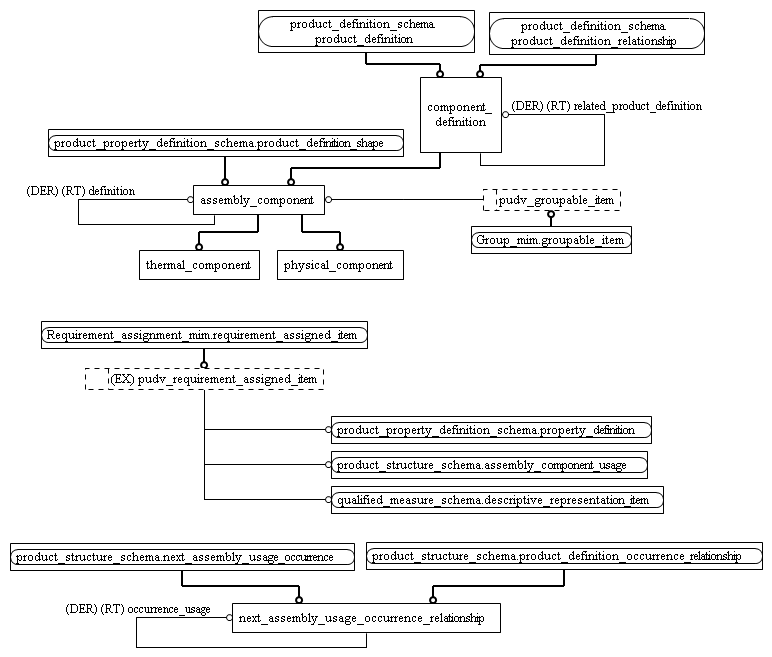 product_definition_schema.
product_definition
product_definition_schema.
product_definition_relationship
component_
definition
(DER) (RT) related_product_definition
product_property_definition_schema.product_definition_shape
(DER) (RT) definition
assembly_component
pudv_groupable_item
thermal_component
physical_component
Group_mim.groupable_item
Requirement_assignment_mim.requirement_assigned_item
(EX) pudv_requirement_assigned_item
product_property_definition_schema.property_definition
product_structure_schema.assembly_component_usage
qualified_measure_schema.descriptive_representation_item
product_structure_schema.next_assembly_usage_occurrence
product_structure_schema.product_definition_occurrence_relationship
(DER) (RT) occurrence_usage
next_assembly_usage_occurrence_relationship